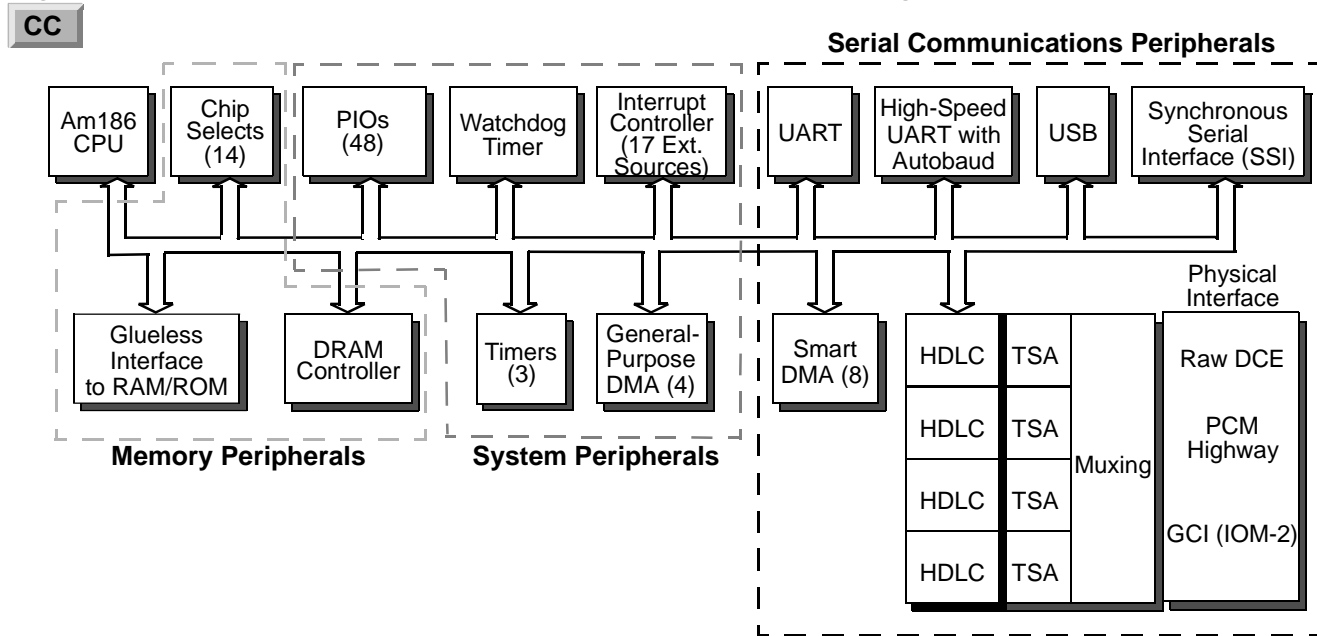 CC
Serial Communications Peripherals
Am186
CPU
Chip
Selects
(14)
PIOs
(48)
Watchdog
Timer
Interrupt
Controller
(17 Ext.
Sources)
UART
High-Speed
UART with
Autobaud
USB
Synchronous
Serial
Interface (SSI)
Glueless
Interface
to RAM/ROM
DRAM
Controller
Timers
(3)
General-
Purpose
DMA (4)
Smart
DMA (8)
HDLC
TSA
HDLC
TSA
HDLC
TSA
HDLC
TSA
Muxing
Physical
Interface
Raw DCE
PCM
Highway
GCI (IOM-2)
Memory Peripherals
System Peripherals